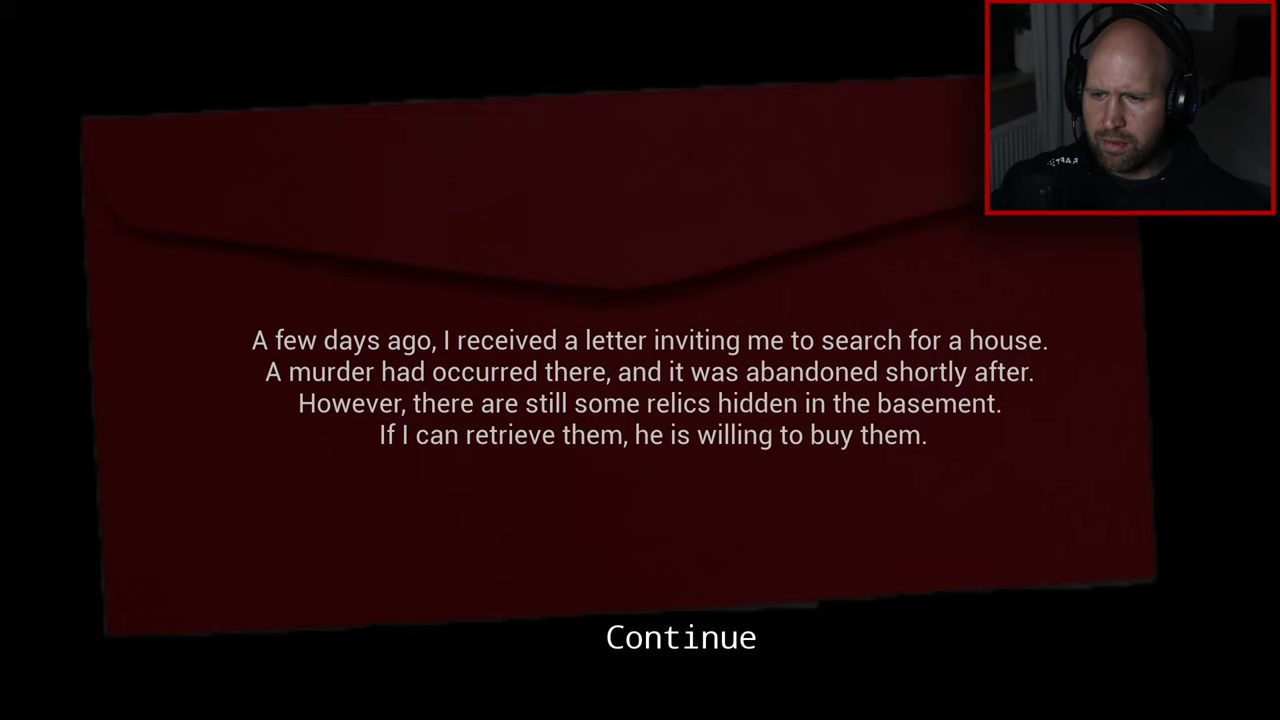 A few days ago, I received a letter inviting me to search for a house.
A murder had occurred there, and it was abandoned shortly after.
However, there are still some relics hidden in the basement.
If I can retrieve them, he is willing to buy them.
Continue